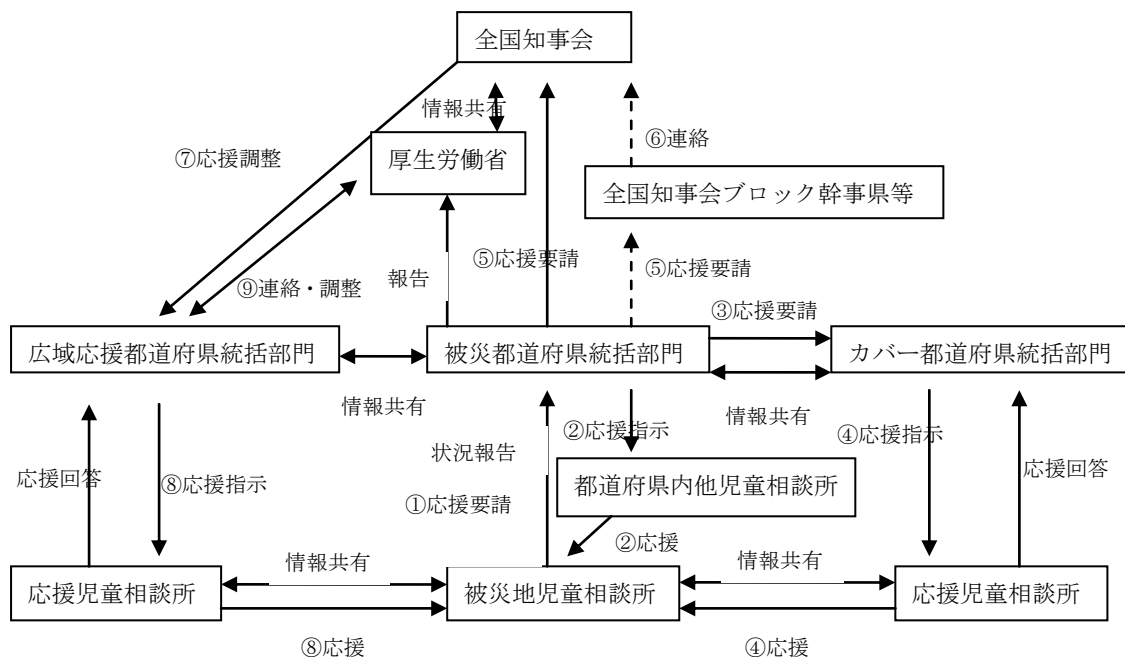 全国知事会
情報共有
⑥連絡
⑦応援調整
厚生労働省
全国知事会ブロック幹事県等
⑤応援要請
⑤応援要請
報告
⑨連絡・調整
③応援要請
広域応援都道府県統括部門
被災都道府県統括部門
カバー都道府県統括部門
情報共有
情報共有
②応援指示
④応援指示
状況報告
応援回答
⑧応援指示
応援回答
都道府県内他児童相談所
①応援要請
②応援
情報共有
情報共有
応援児童相談所
被災地児童相談所
応援児童相談所
⑧応援
④応援